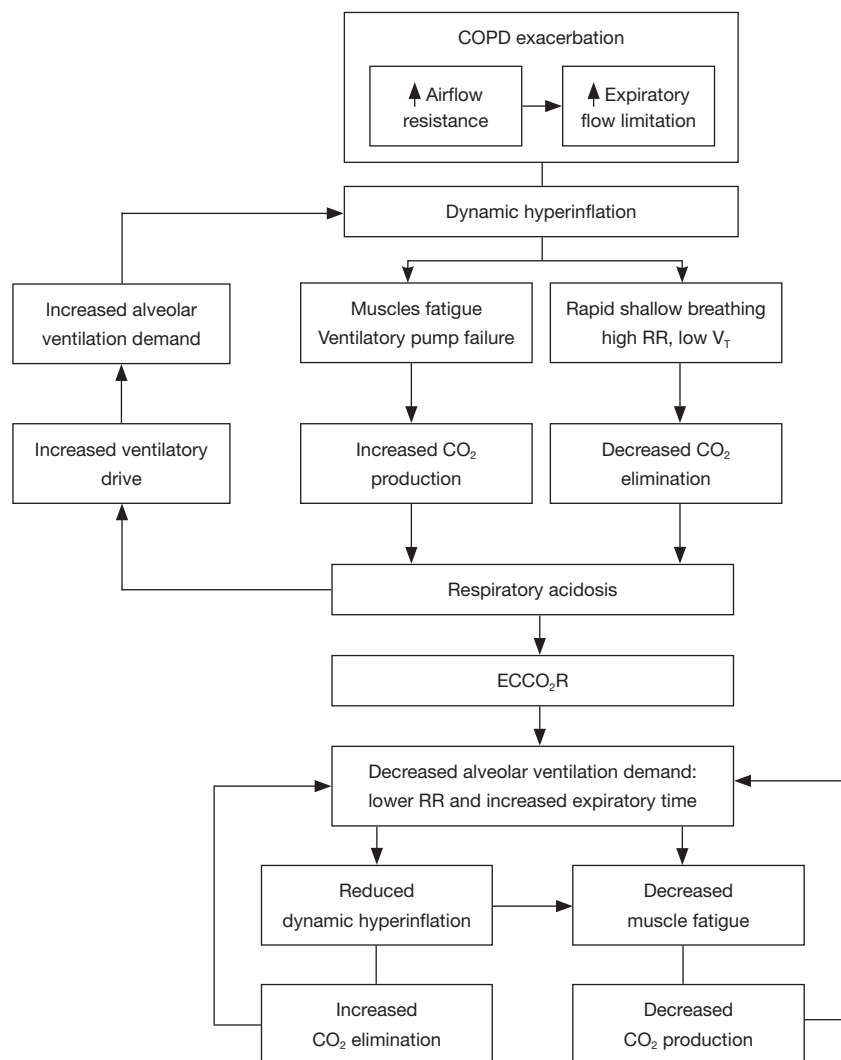 COPD exacerbation
↑ Airflow
resistance
↑ Expiratory
flow limitation
Dynamic hyperinflation
Increased alveolar
ventilation demand
Muscles fatigue
Ventilatory pump failure
Rapid shallow breathing
high RR, low V_T
Increased ventilatory
drive
Increased CO₂
production
Decreased CO₂
elimination
Respiratory acidosis
ECCO₂R
Decreased alveolar ventilation demand:
lower RR and increased expiratory time
Reduced
dynamic hyperinflation
Decreased
muscle fatigue
Increased
CO₂ elimination
Decreased
CO₂ production